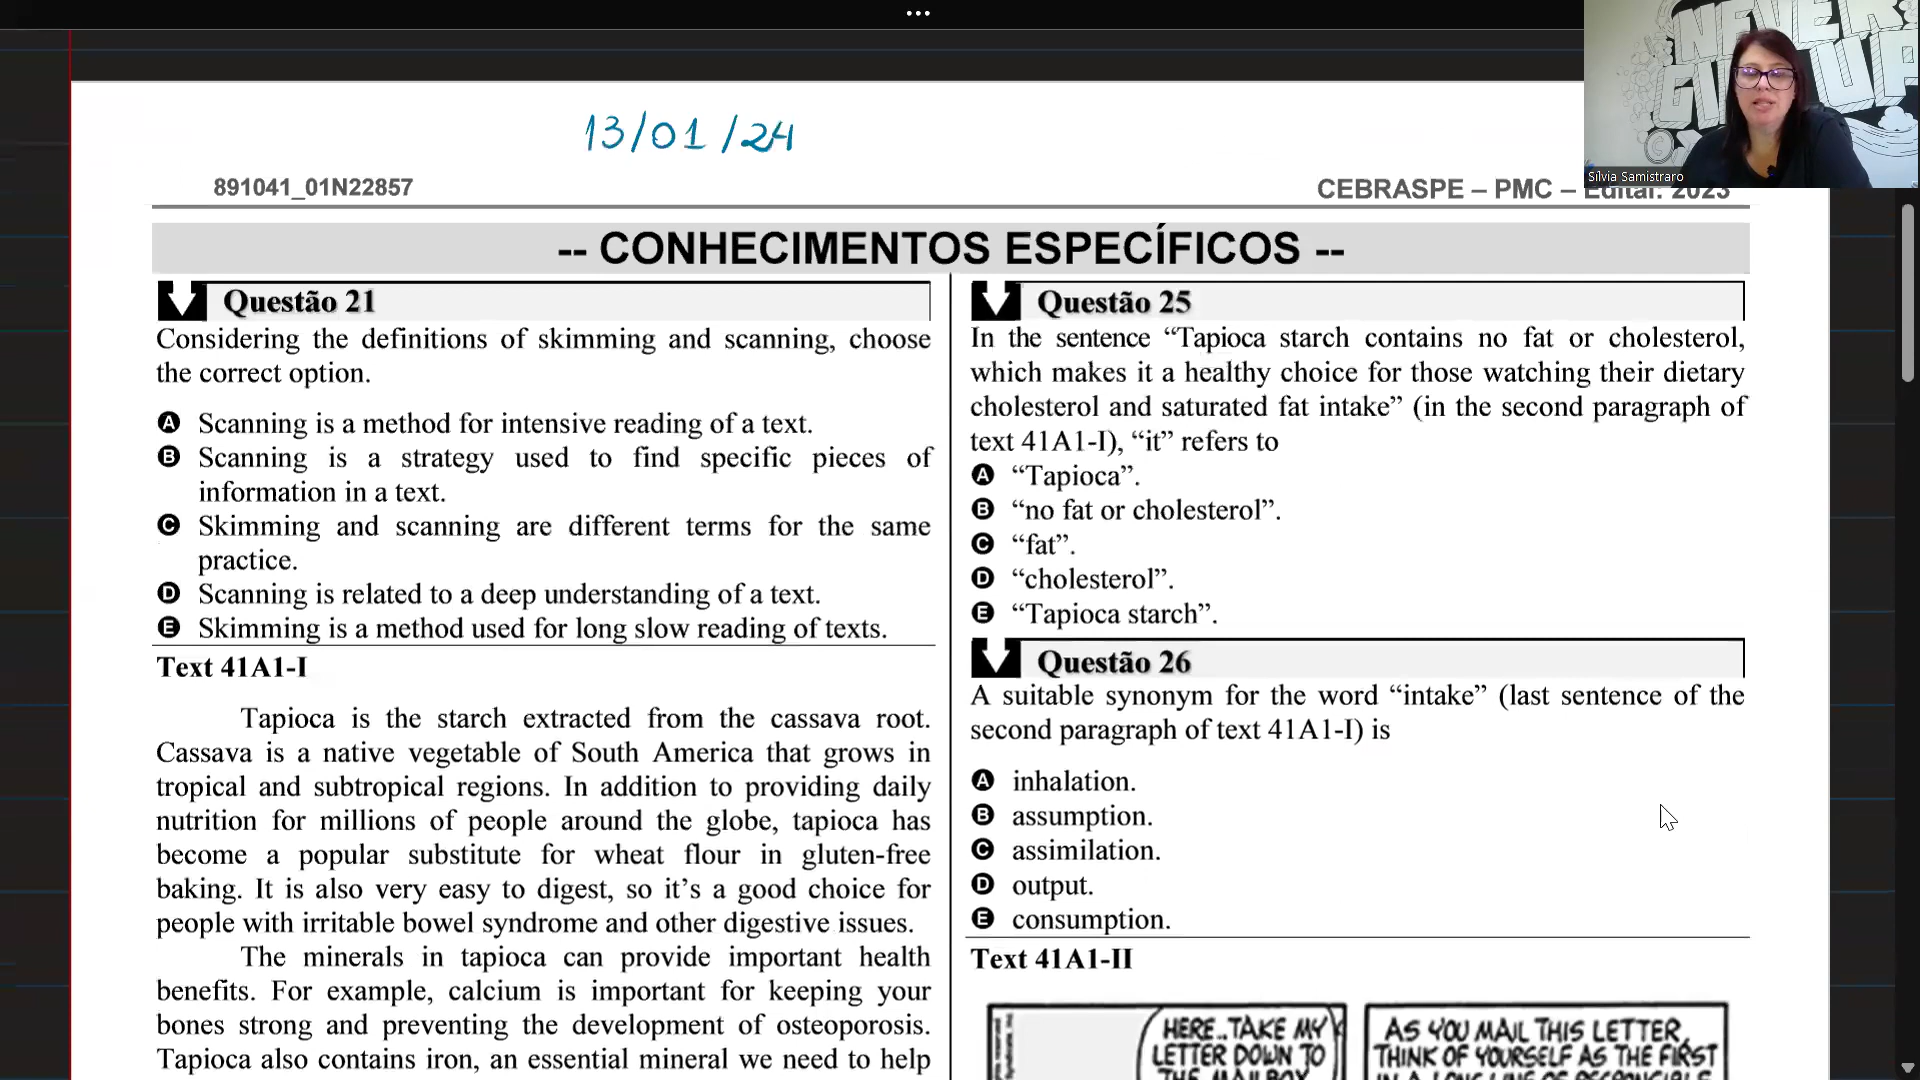 •••
NEVER
GIVE UP
Sílvia Samistraro
13/01/24
891041_01N22857
CEBRASPE – PMC – Edital: 2023
-- CONHECIMENTOS ESPECÍFICOS --
Questão 21
Considering the definitions of skimming and scanning, choose
the correct option.
A Scanning is a method for intensive reading of a text.
B Scanning is a strategy used to find specific pieces of
information in a text.
C Skimming and scanning are different terms for the same
practice.
D Scanning is related to a deep understanding of a text.
E Skimming is a method used for long slow reading of texts.
Text 41A1-I
Tapioca is the starch extracted from the cassava root.
Cassava is a native vegetable of South America that grows in
tropical and subtropical regions. In addition to providing daily
nutrition for millions of people around the globe, tapioca has
become a popular substitute for wheat flour in gluten-free
baking. It is also very easy to digest, so it’s a good choice for
people with irritable bowel syndrome and other digestive issues.
The minerals in tapioca can provide important health
benefits. For example, calcium is important for keeping your
bones strong and preventing the development of osteoporosis.
Tapioca also contains iron, an essential mineral we need to help
Questão 25
In the sentence “Tapioca starch contains no fat or cholesterol,
which makes it a healthy choice for those watching their dietary
cholesterol and saturated fat intake” (in the second paragraph of
text 41A1-I), “it” refers to
A “Tapioca”.
B “no fat or cholesterol”.
C “fat”.
D “cholesterol”.
E “Tapioca starch”.
Questão 26
A suitable synonym for the word “intake” (last sentence of the
second paragraph of text 41A1-I) is
A inhalation.
B assumption.
C assimilation.
D output.
E consumption.
Text 41A1-II
HERE..TAKE MY
LETTER DOWN TO
THE MAILBOX
AS YOU MAIL THIS LETTER,
THINK OF YOURSELF AS THE FIRST
IN A LONG LINE OF RESPONSIBLE